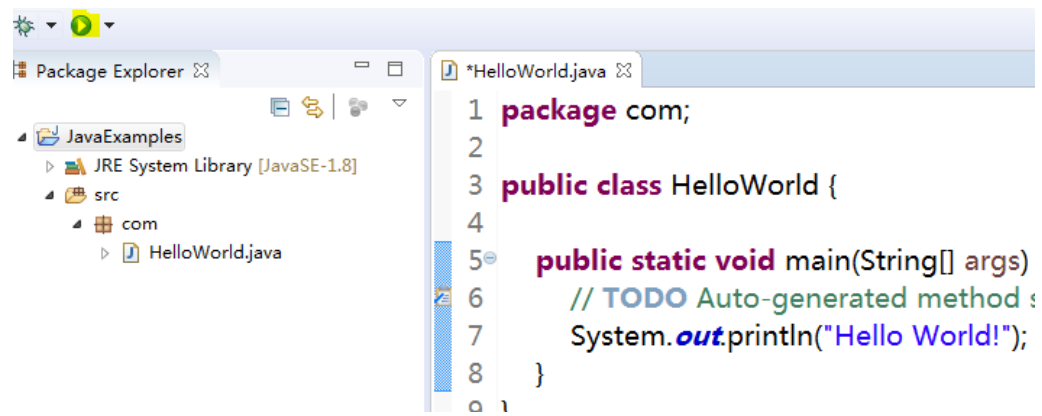 Package Explorer
JavaExamples
JRE System Library [JavaSE-1.8]
src
com
HelloWorld.java
*HelloWorld.java
1 package com;
2
3 public class HelloWorld {
4
5 public static void main(String[] args)
6 // TODO Auto-generated method
7 System.out.println("Hello World!");
8 }
9 }